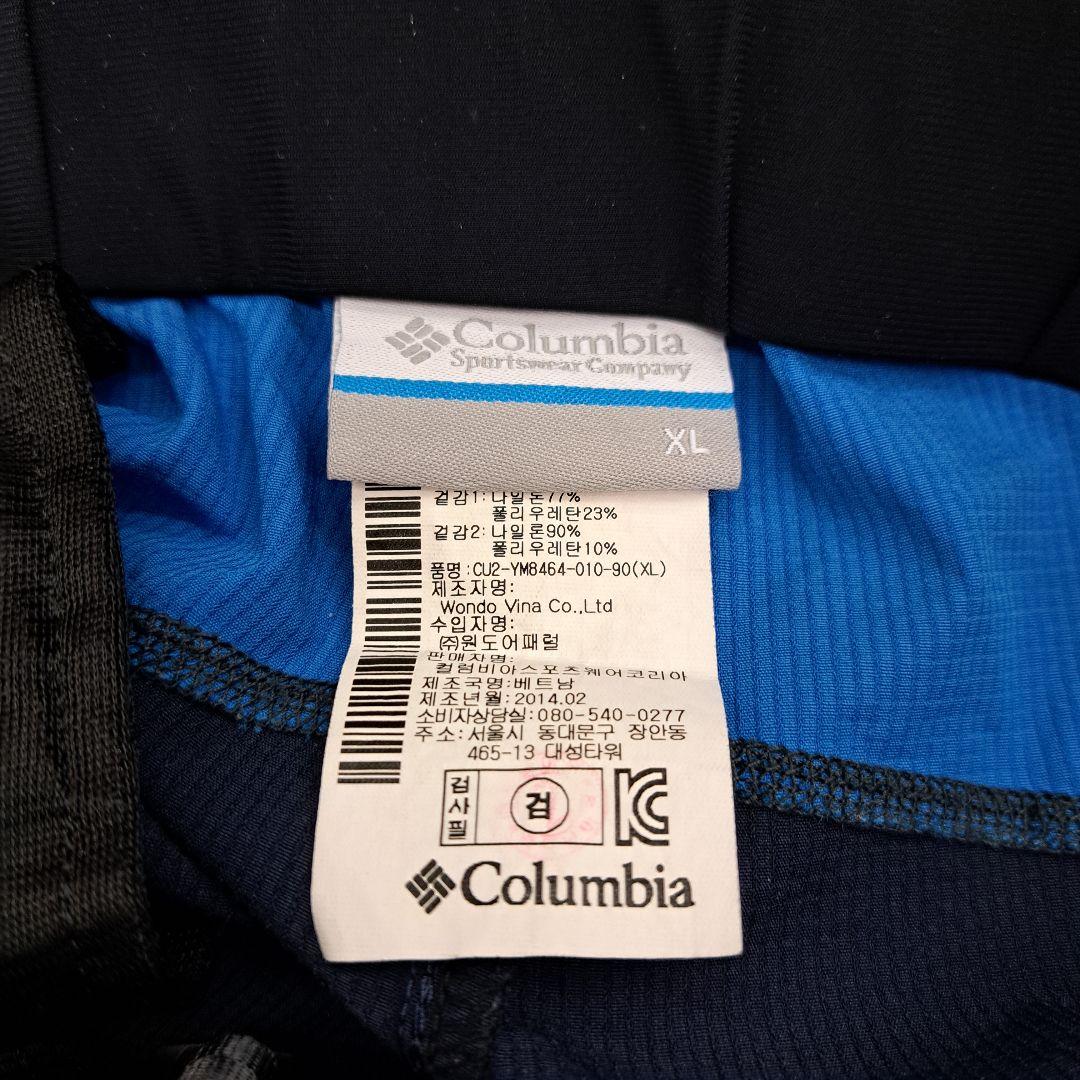 Columbia
Sportswear Company
XL
겉감1:나일론77%
폴리우레탄23%
겉감2:나일론90%
폴리우레탄10%
품명:CU2-YM8464-010-90(XL)
제조자명:
Wondo Vina Co.,Ltd
수입자명:
㈜원도어패럴
판매자명:
컬럼비아스포츠웨어코리아
제조국명:베트남
제조년월:2014.02
소비자상담실:080-540-0277
주소:서울시 동대문구 장안동
465-13 대성타워
검사필
검
KC
Columbia